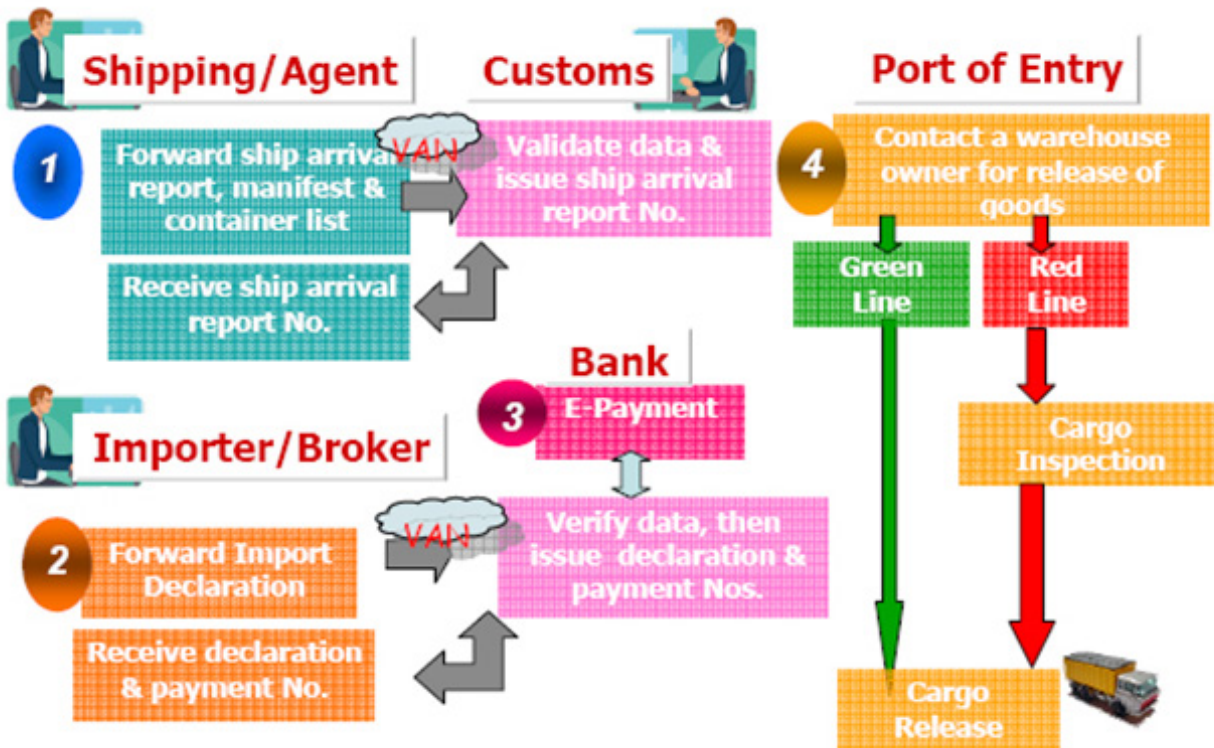 Shipping/Agent
Customs
Port of Entry
1
Forward ship arrival
report, manifest &
container list
VAN
Validate data &
issue ship arrival
report No.
4
Contact a warehouse
owner for release of
goods
Receive ship arrival
report No.
Green
Line
Red
Line
Bank
3
E-Payment
Importer/Broker
Cargo
Inspection
2
Forward Import
Declaration
VAN
Verify data, then
issue declaration &
payment Nos.
Receive declaration
& payment No.
Cargo
Release